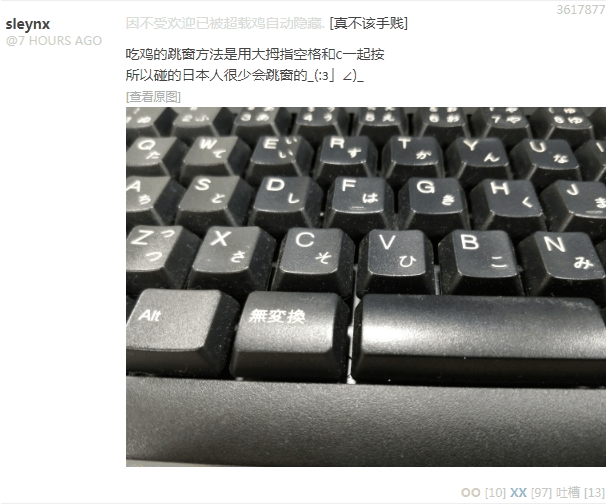 sleynx
@7 HOURS AGO
3617877
因不受欢迎已被超载鸡自动隐藏. [真不该手贱]
吃鸡的跳窗方法是用大拇指空格和c一起按
所以碰的日本人很少会跳窗的_(:з」∠)_
[查看原图]
Q た W て E い ぃ R す T か Y ん U な
A ち S と D し F は G き H く J ま
Z っ つ X さ C そ V ひ B こ N み
Alt 無変換
OO [10] XX [97] 吐槽 [13]